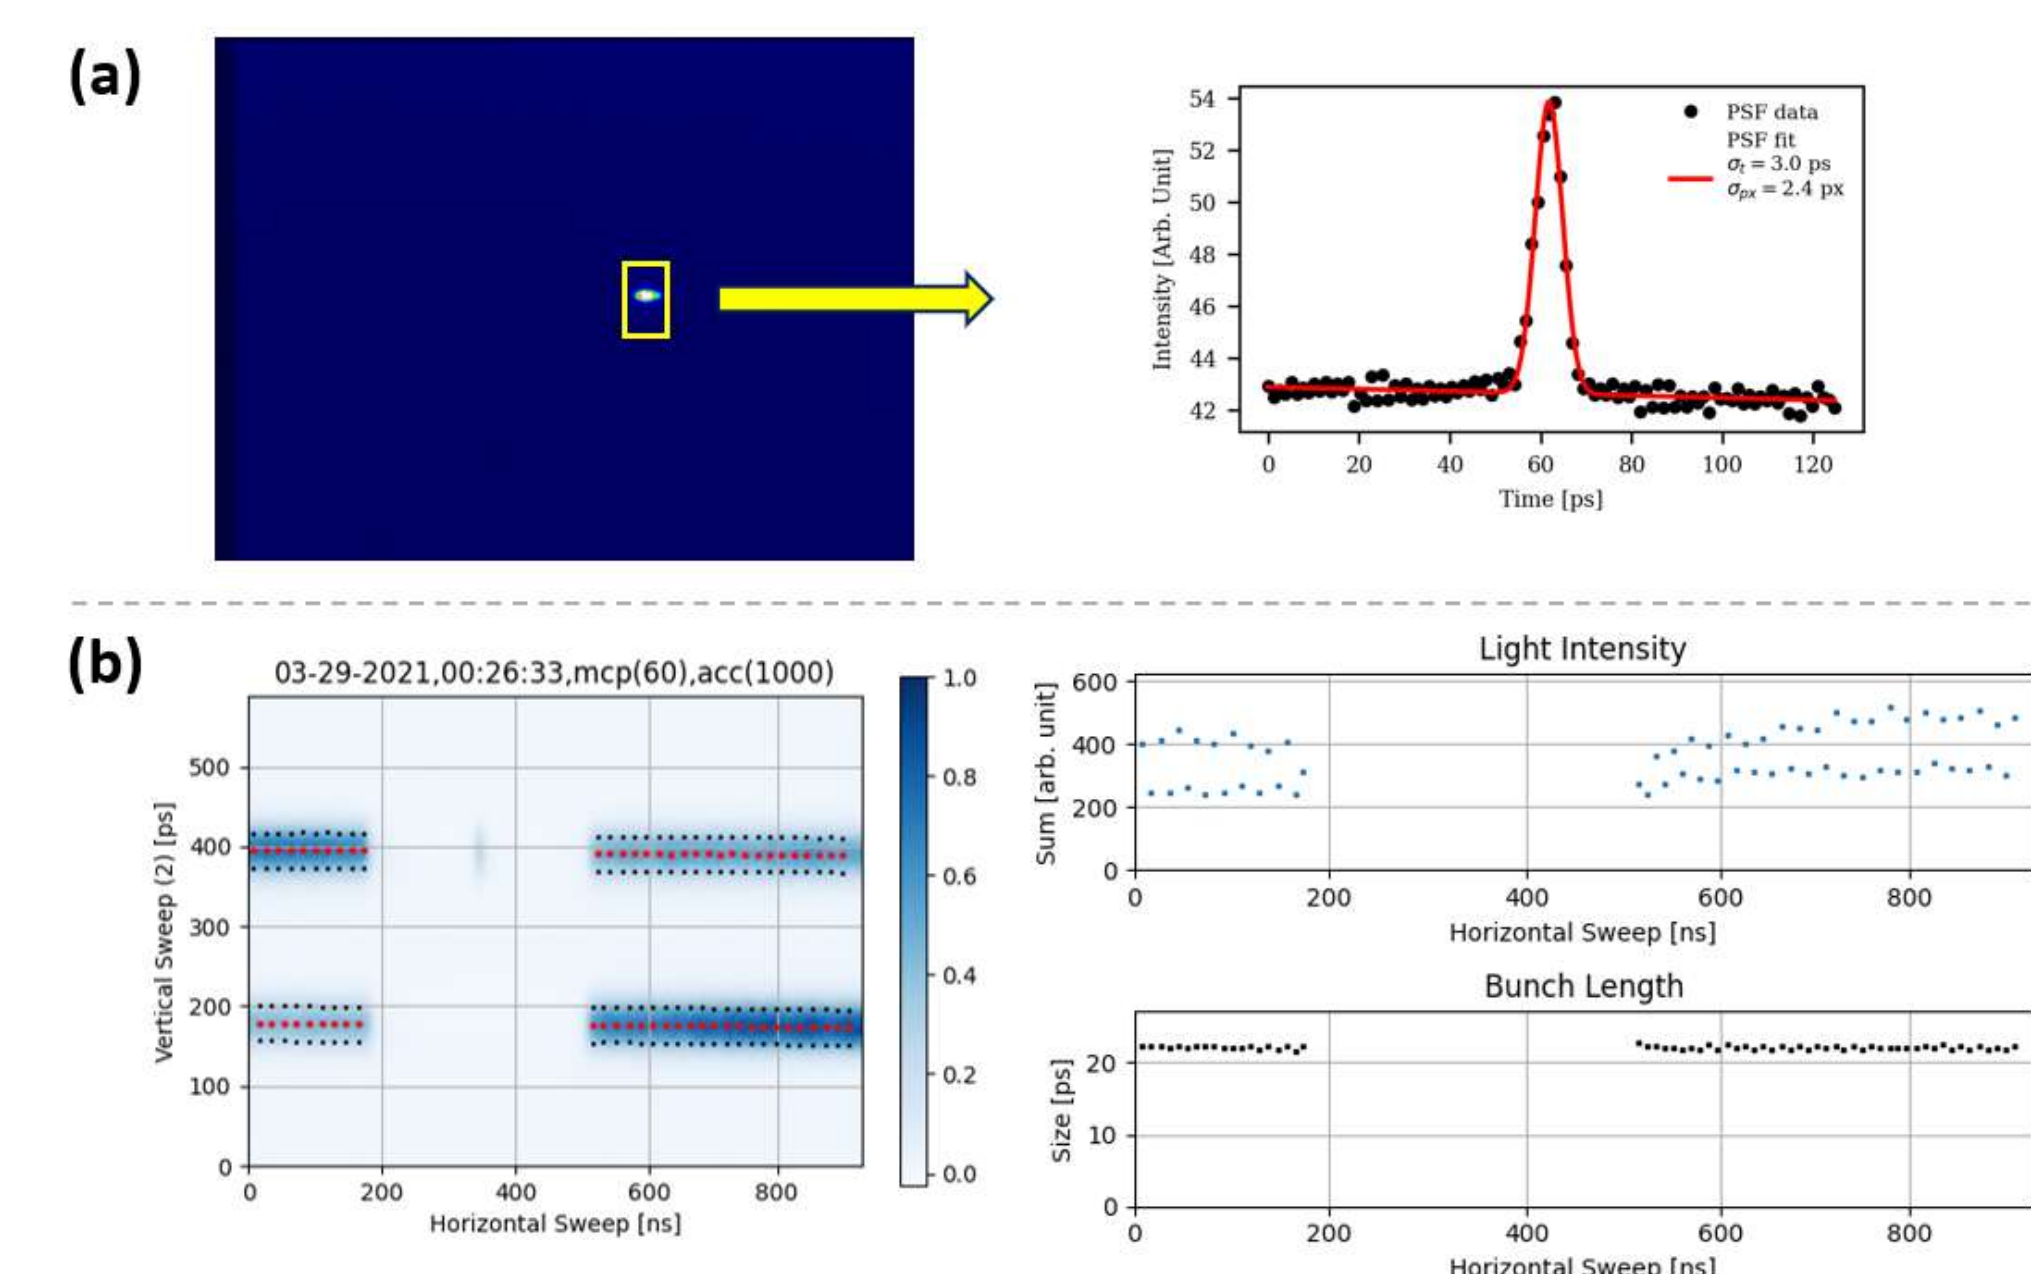 (a)
54
52
50
48
46
44
42
Intensity [Arb. Unit]
PSF data
PSF fit
σt = 3.0 ps
σpx = 2.4 px
0 20 40 60 80 100 120
Time [ps]
(b)
03-29-2021,00:26:33,mcp(60),acc(1000)
500
400
300
200
100
0
Vertical Sweep (2) [ps]
0 200 400 600 800
Horizontal Sweep [ns]
1.0
0.8
0.6
0.4
0.2
0.0
Light Intensity
600
400
200
0
Sum [arb. unit]
0 200 400 600 800
Horizontal Sweep [ns]
Bunch Length
20
10
0
Size [ps]
0 200 400 600 800
Horizontal Sweep [ns]